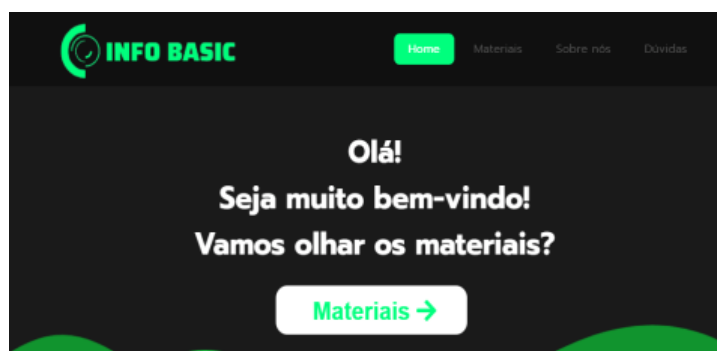 INFO BASIC
Home Materiais Sobre nós Dúvidas
Olá!
Seja muito bem-vindo!
Vamos olhar os materiais?
Materiais →